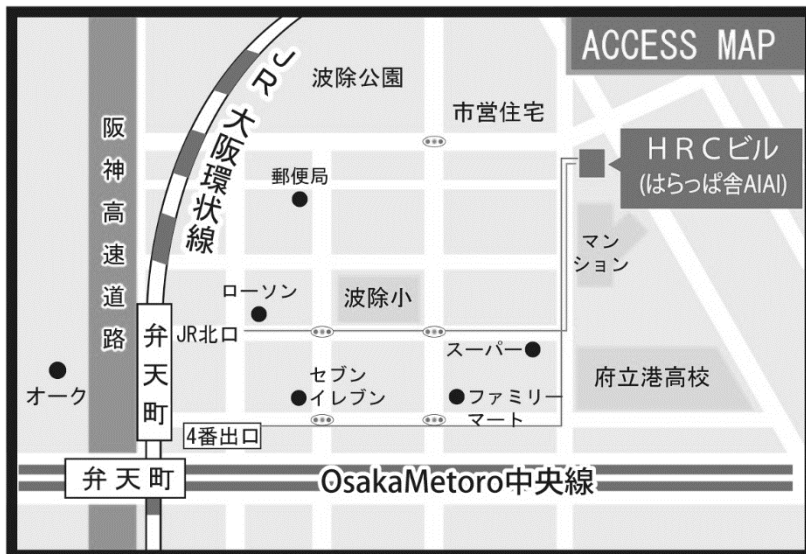 ACCESS MAP
JR 大阪環状線
波除公園
市営住宅
阪神高速道路
HRCビル
(はらっぱ舎AIAI)
郵便局
マン
ション
ローソン
波除小
JR北口
弁天町
スーパー
府立港高校
オーク
セブン
イレブン
ファミリー
マート
4番出口
弁天町
OsakaMetoro中央線